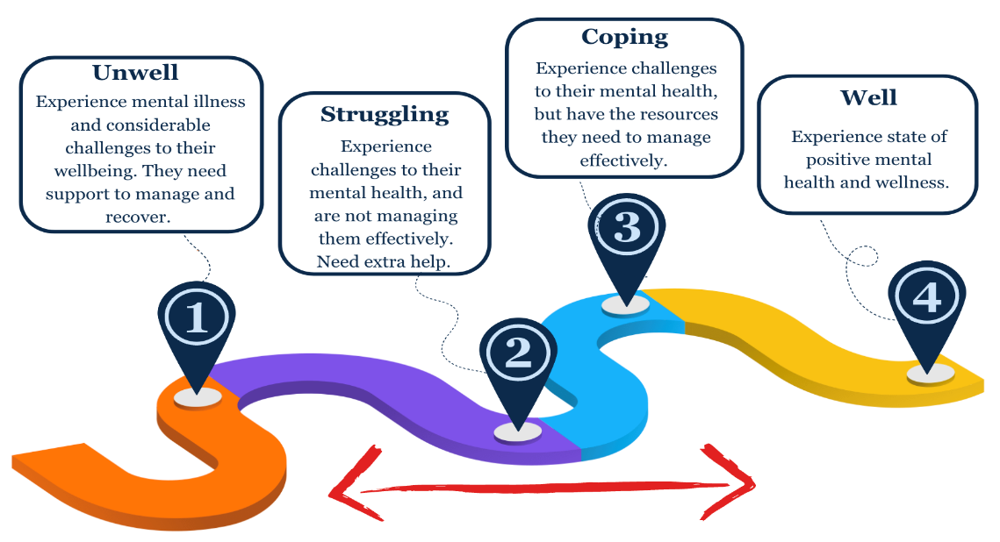 Unwell
Experience mental illness
and considerable
challenges to their
wellbeing. They need
support to manage and
recover.
1
Struggling
Experience
challenges to their
mental health, and
are not managing
them effectively.
Need extra help.
2
Coping
Experience challenges
to their mental health,
but have the resources
they need to manage
effectively.
3
Well
Experience state of
positive mental
health and wellness.
4